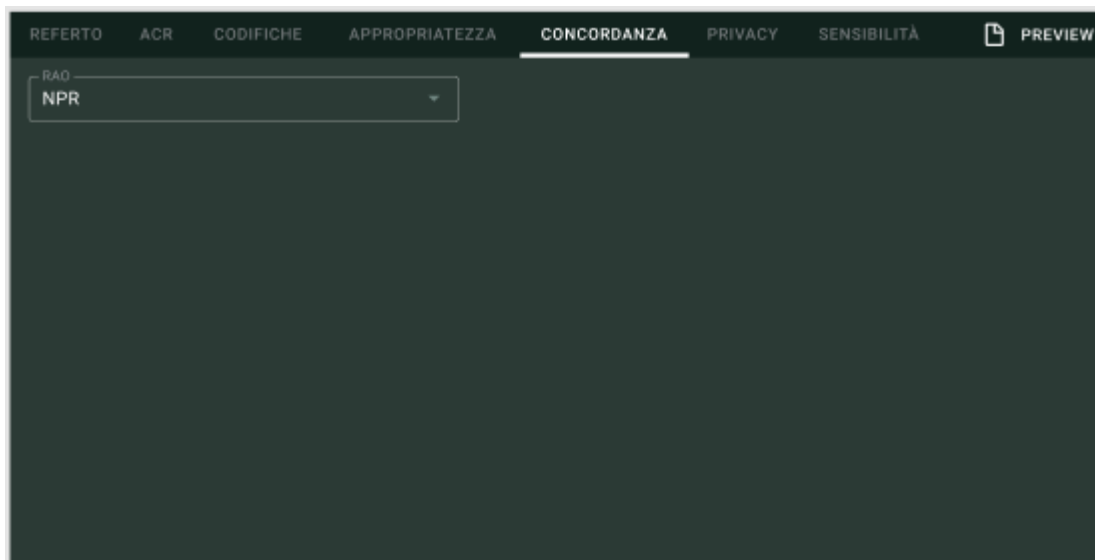 REFERTO ACR CODIFICHE APPROPRIATEZZA CONCORDANZA PRIVACY SENSIBILITÀ PREVIEW
RAO
NPR